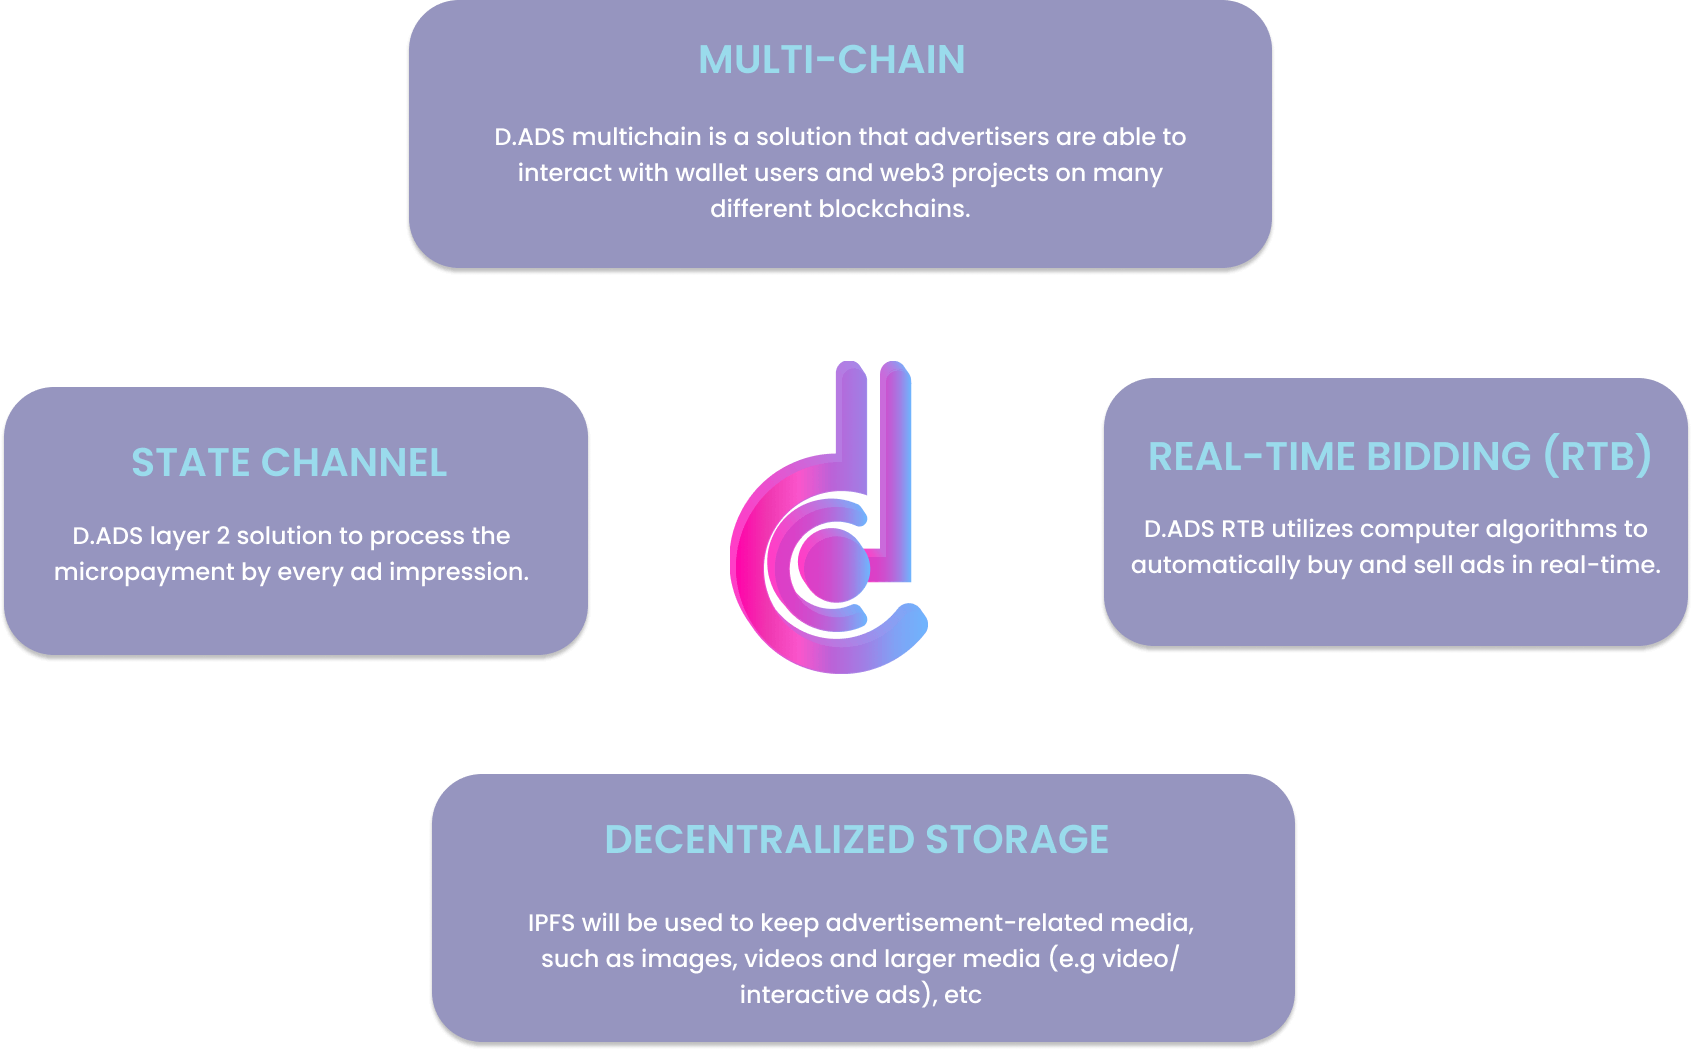 MULTI-CHAIN
D.ADS multichain is a solution that advertisers are able to
interact with wallet users and web3 projects on many
different blockchains.
STATE CHANNEL
D.ADS layer 2 solution to process the
micropayment by every ad impression.
REAL-TIME BIDDING (RTB)
D.ADS RTB utilizes computer algorithms to
automatically buy and sell ads in real-time.
DECENTRALIZED STORAGE
IPFS will be used to keep advertisement-related media,
such as images, videos and larger media (e.g video/
interactive ads), etc